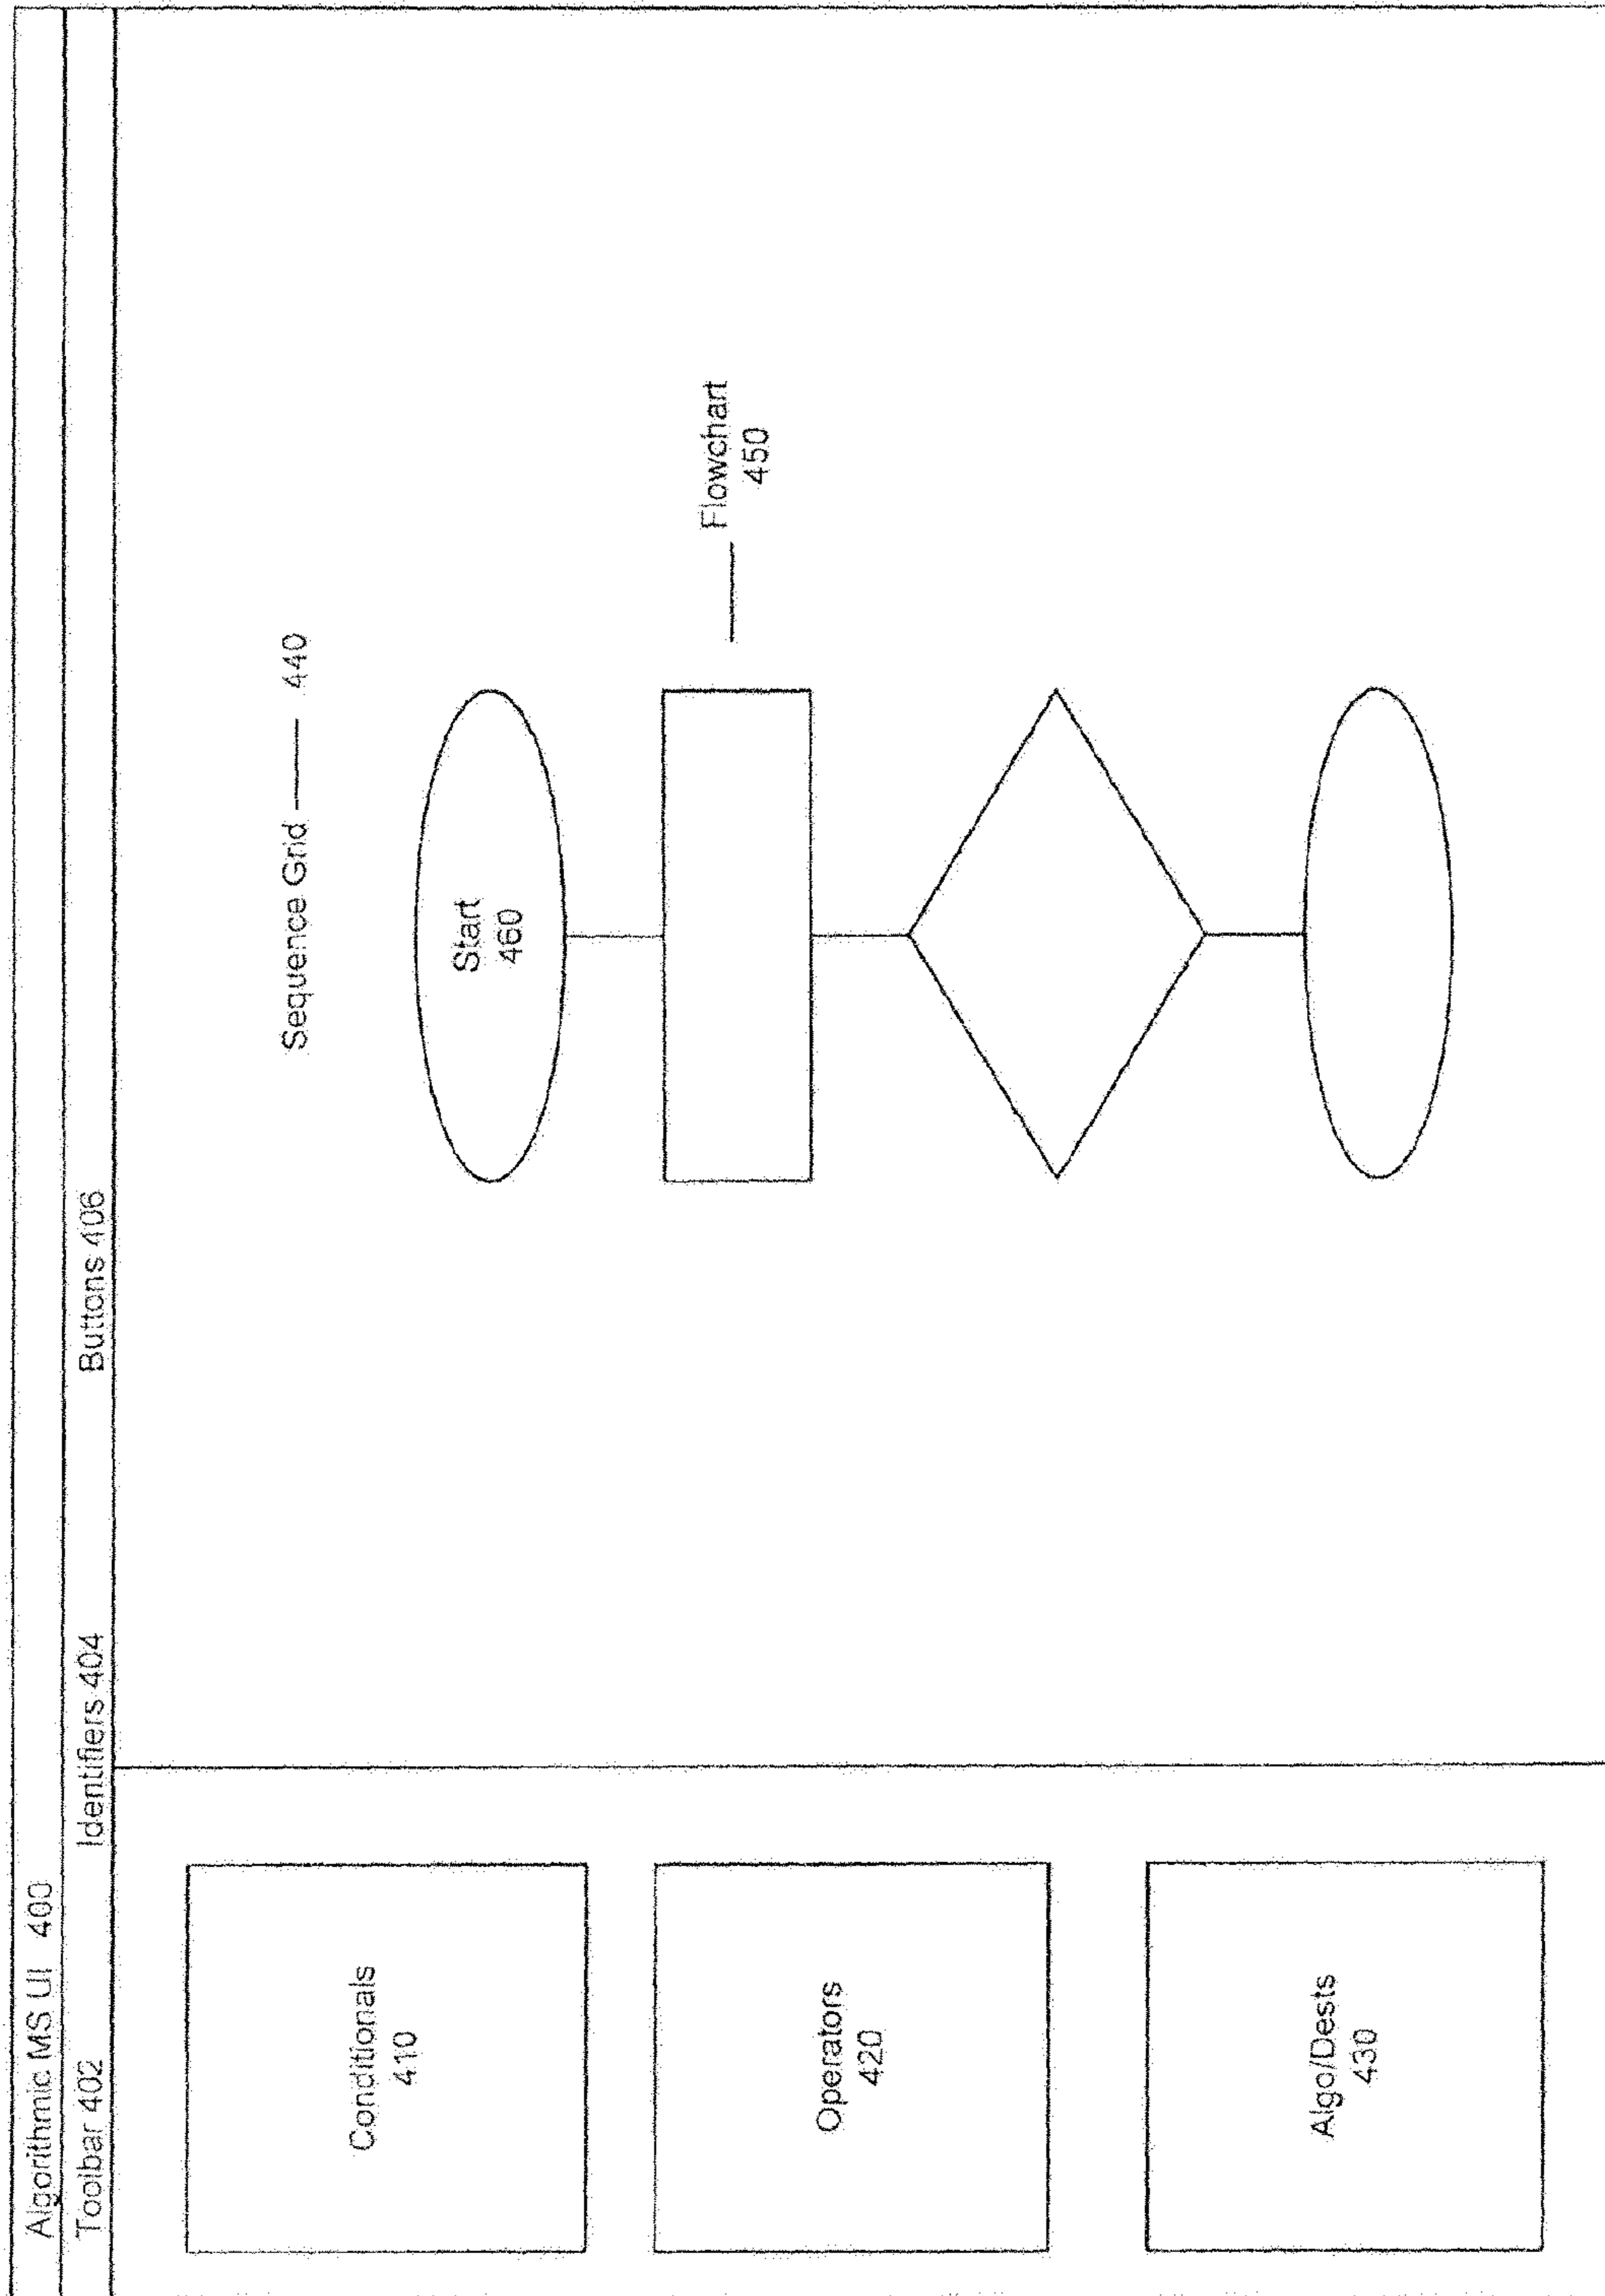 Algorithmic MS UI 400
Toolbar 402 Identifiers 404 Buttons 406
Conditionals
410
Operators
420
Algo/Dests
430
Sequence Grid 440
Start
460
Flowchart
450